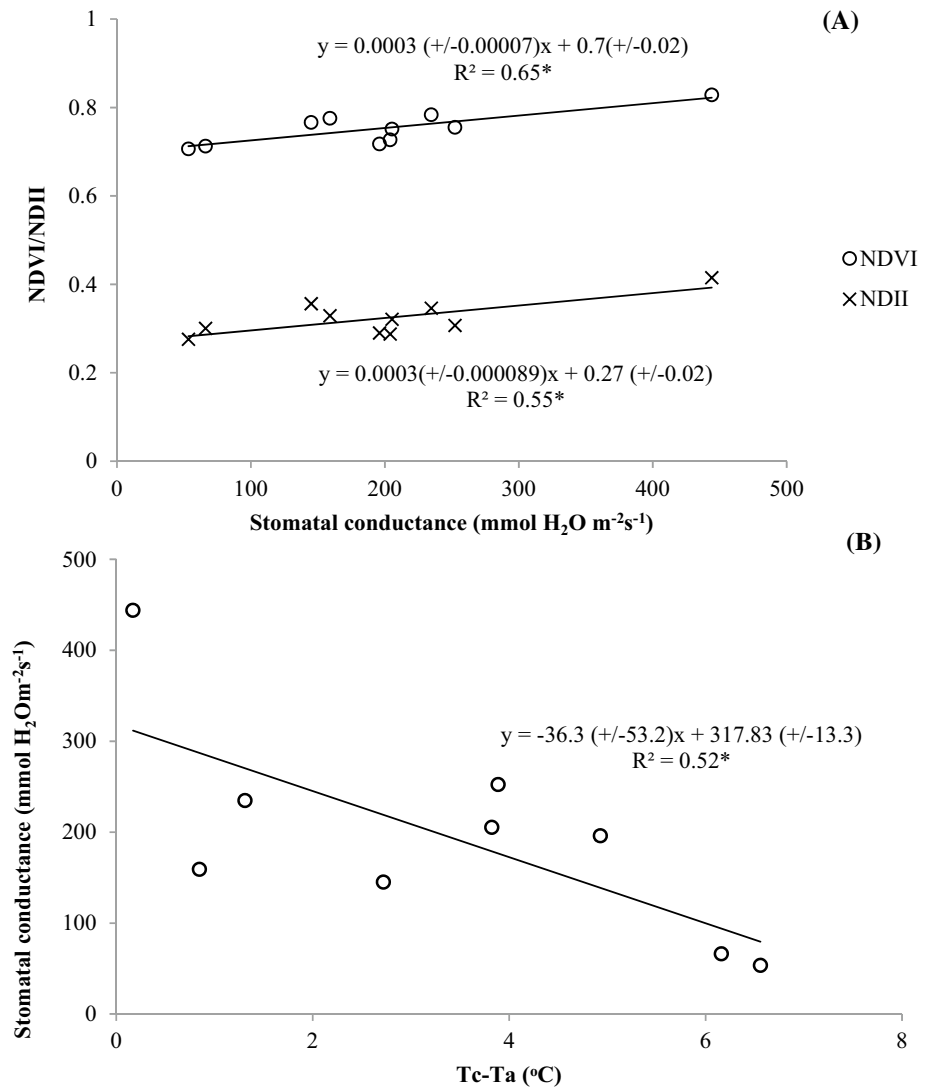 (A)
1
y = 0.0003 (+/-0.00007)x + 0.7(+/-0.02)
R² = 0.65*
0.8
0.6
NDVI/NDII
NDVI
NDII
0.4
y = 0.0003(+/-0.000089)x + 0.27 (+/-0.02)
R² = 0.55*
0.2
0
0 100 200 300 400 500
Stomatal conductance (mmol H₂O m⁻²s⁻¹)
(B)
500
400
300
y = -36.3 (+/-53.2)x + 317.83 (+/-13.3)
R² = 0.52*
Stomatal conductance (mmol H₂Om⁻²s⁻¹)
200
100
0
0 2 4 6 8
Tc-Ta (ºC)